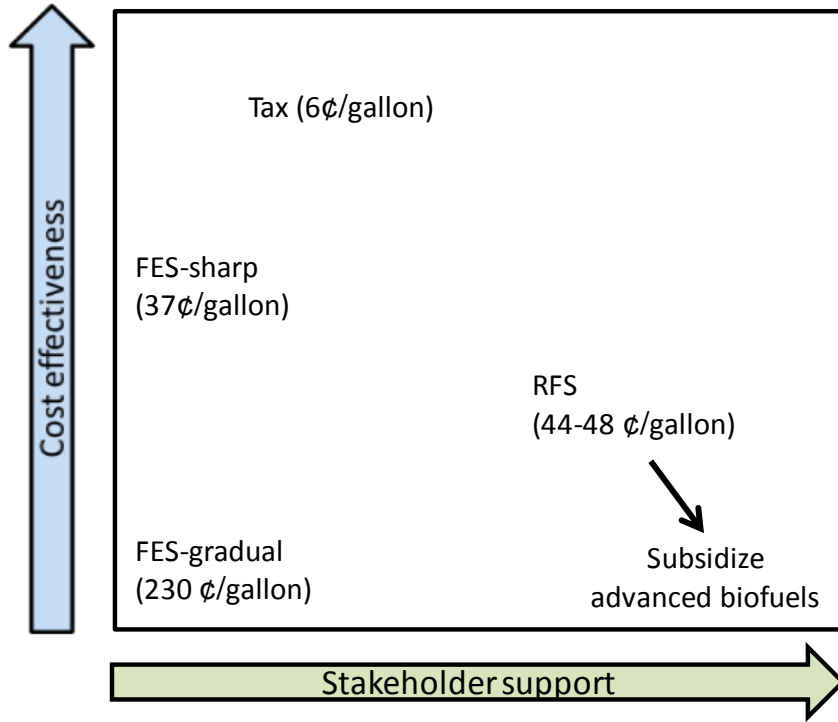 Cost effectiveness
Tax (6¢/gallon)
FES-sharp
(37¢/gallon)
RFS
(44-48 ¢/gallon)
FES-gradual
(230 ¢/gallon)
Subsidize
advanced biofuels
Stakeholder support